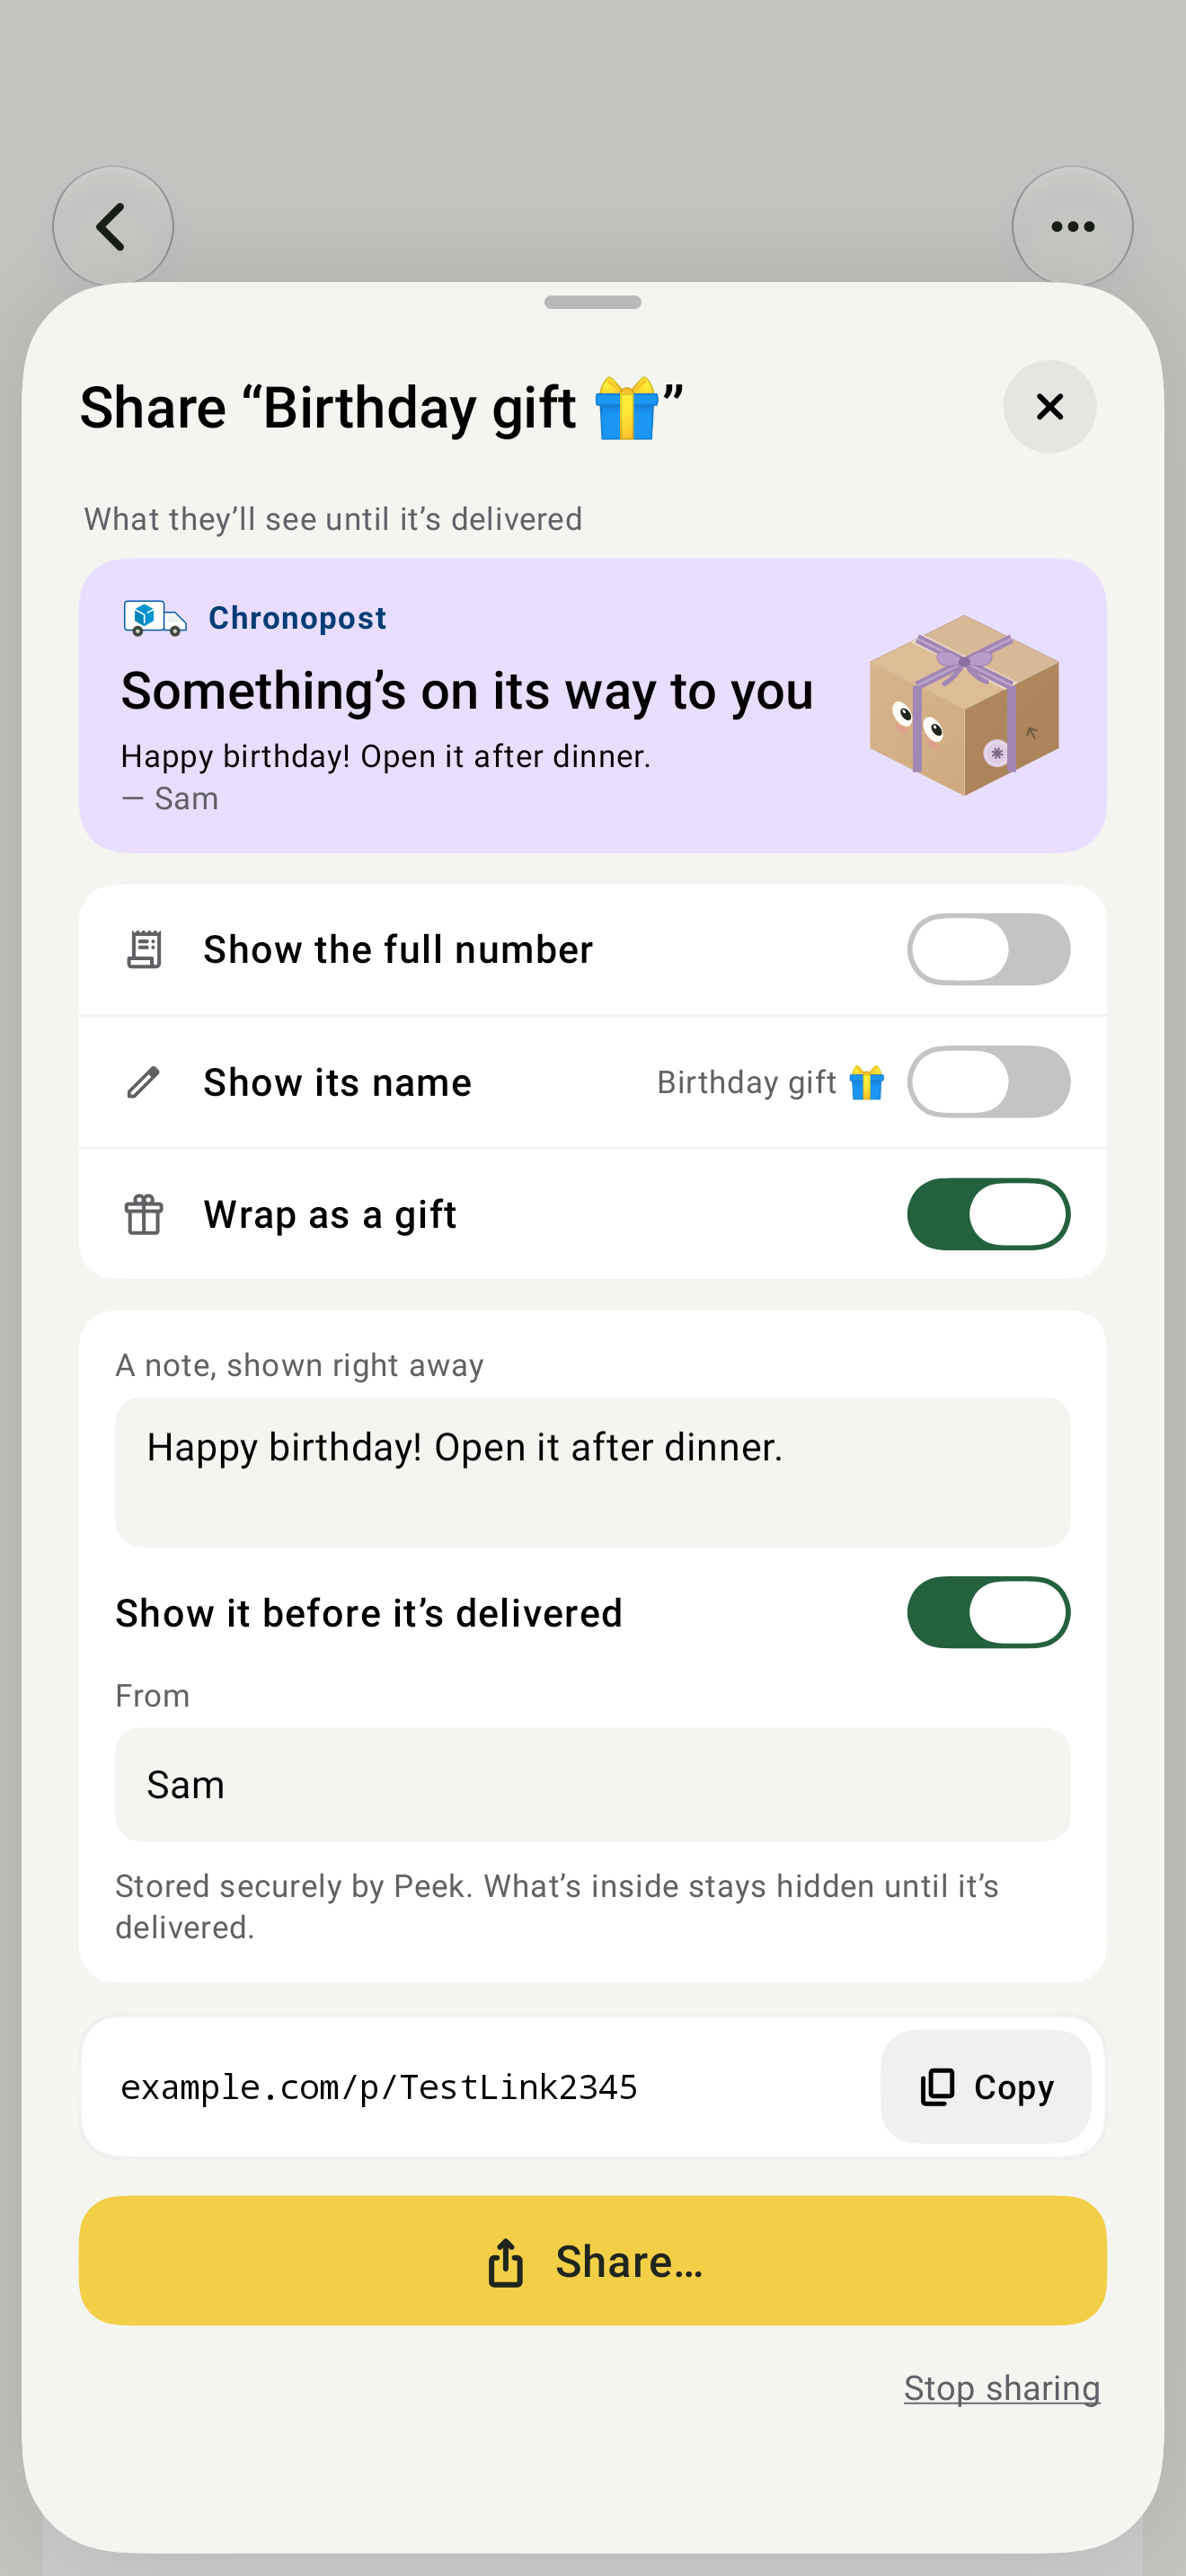 Share “Birthday gift 🎁”
What they’ll see until it’s delivered
Chronopost
Something’s on its way to you
Happy birthday! Open it after dinner.
— Sam
Show the full number
Show its name
Birthday gift 🎁
Wrap as a gift
A note, shown right away
Happy birthday! Open it after dinner.
Show it before it’s delivered
From
Sam
Stored securely by Peek. What’s inside stays hidden until it’s
delivered.
example.com/p/TestLink2345
Copy
Share…
Stop sharing